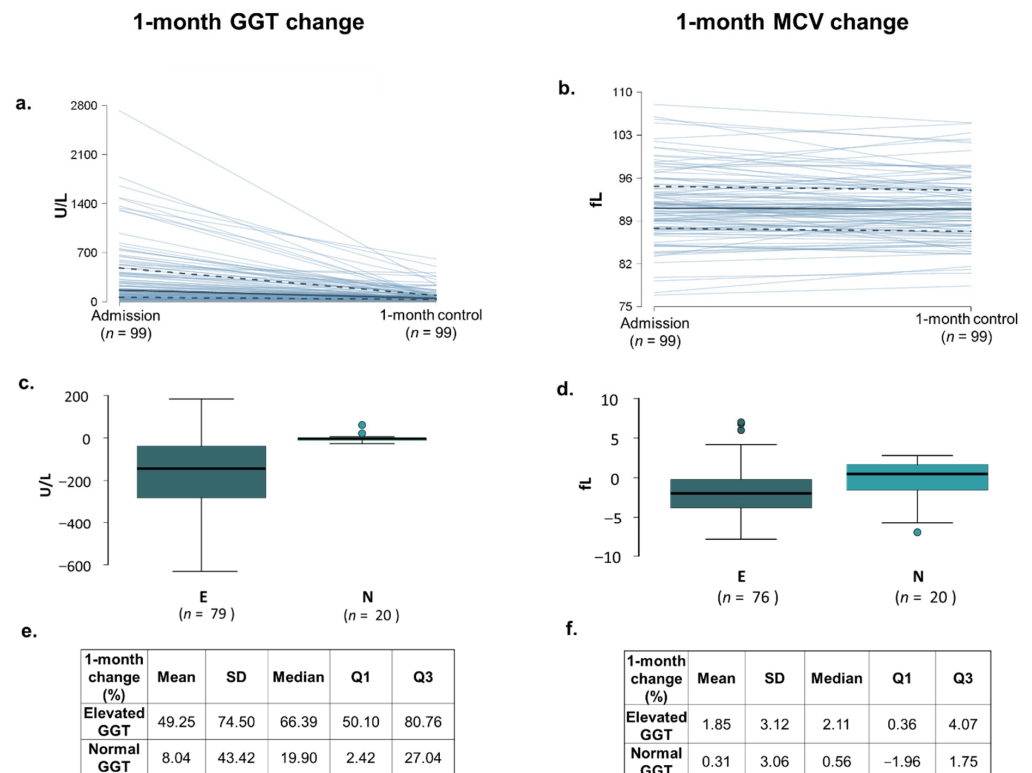 1-month GGT change
1-month MCV change
a.
2800
2100
1400
700
0
U/L
Admission
(n = 99)
1-month control
(n = 99)
b.
110
103
96
89
82
75
fL
Admission
(n = 99)
1-month control
(n = 99)
c.
200
0
−200
−400
−600
U/L
E
(n = 79 )
N
(n = 20 )
d.
10
5
0
−5
−10
fL
E
(n = 76 )
N
(n = 20 )
e.
1-month
change
(%)
Mean SD Median Q1 Q3
Elevated
GGT
49.25 74.50 66.39 50.10 80.76
Normal
GGT
8.04 43.42 19.90 2.42 27.04
f.
1-month
change
(%)
Mean SD Median Q1 Q3
Elevated
GGT
1.85 3.12 2.11 0.36 4.07
Normal
GGT
0.31 3.06 0.56 −1.96 1.75